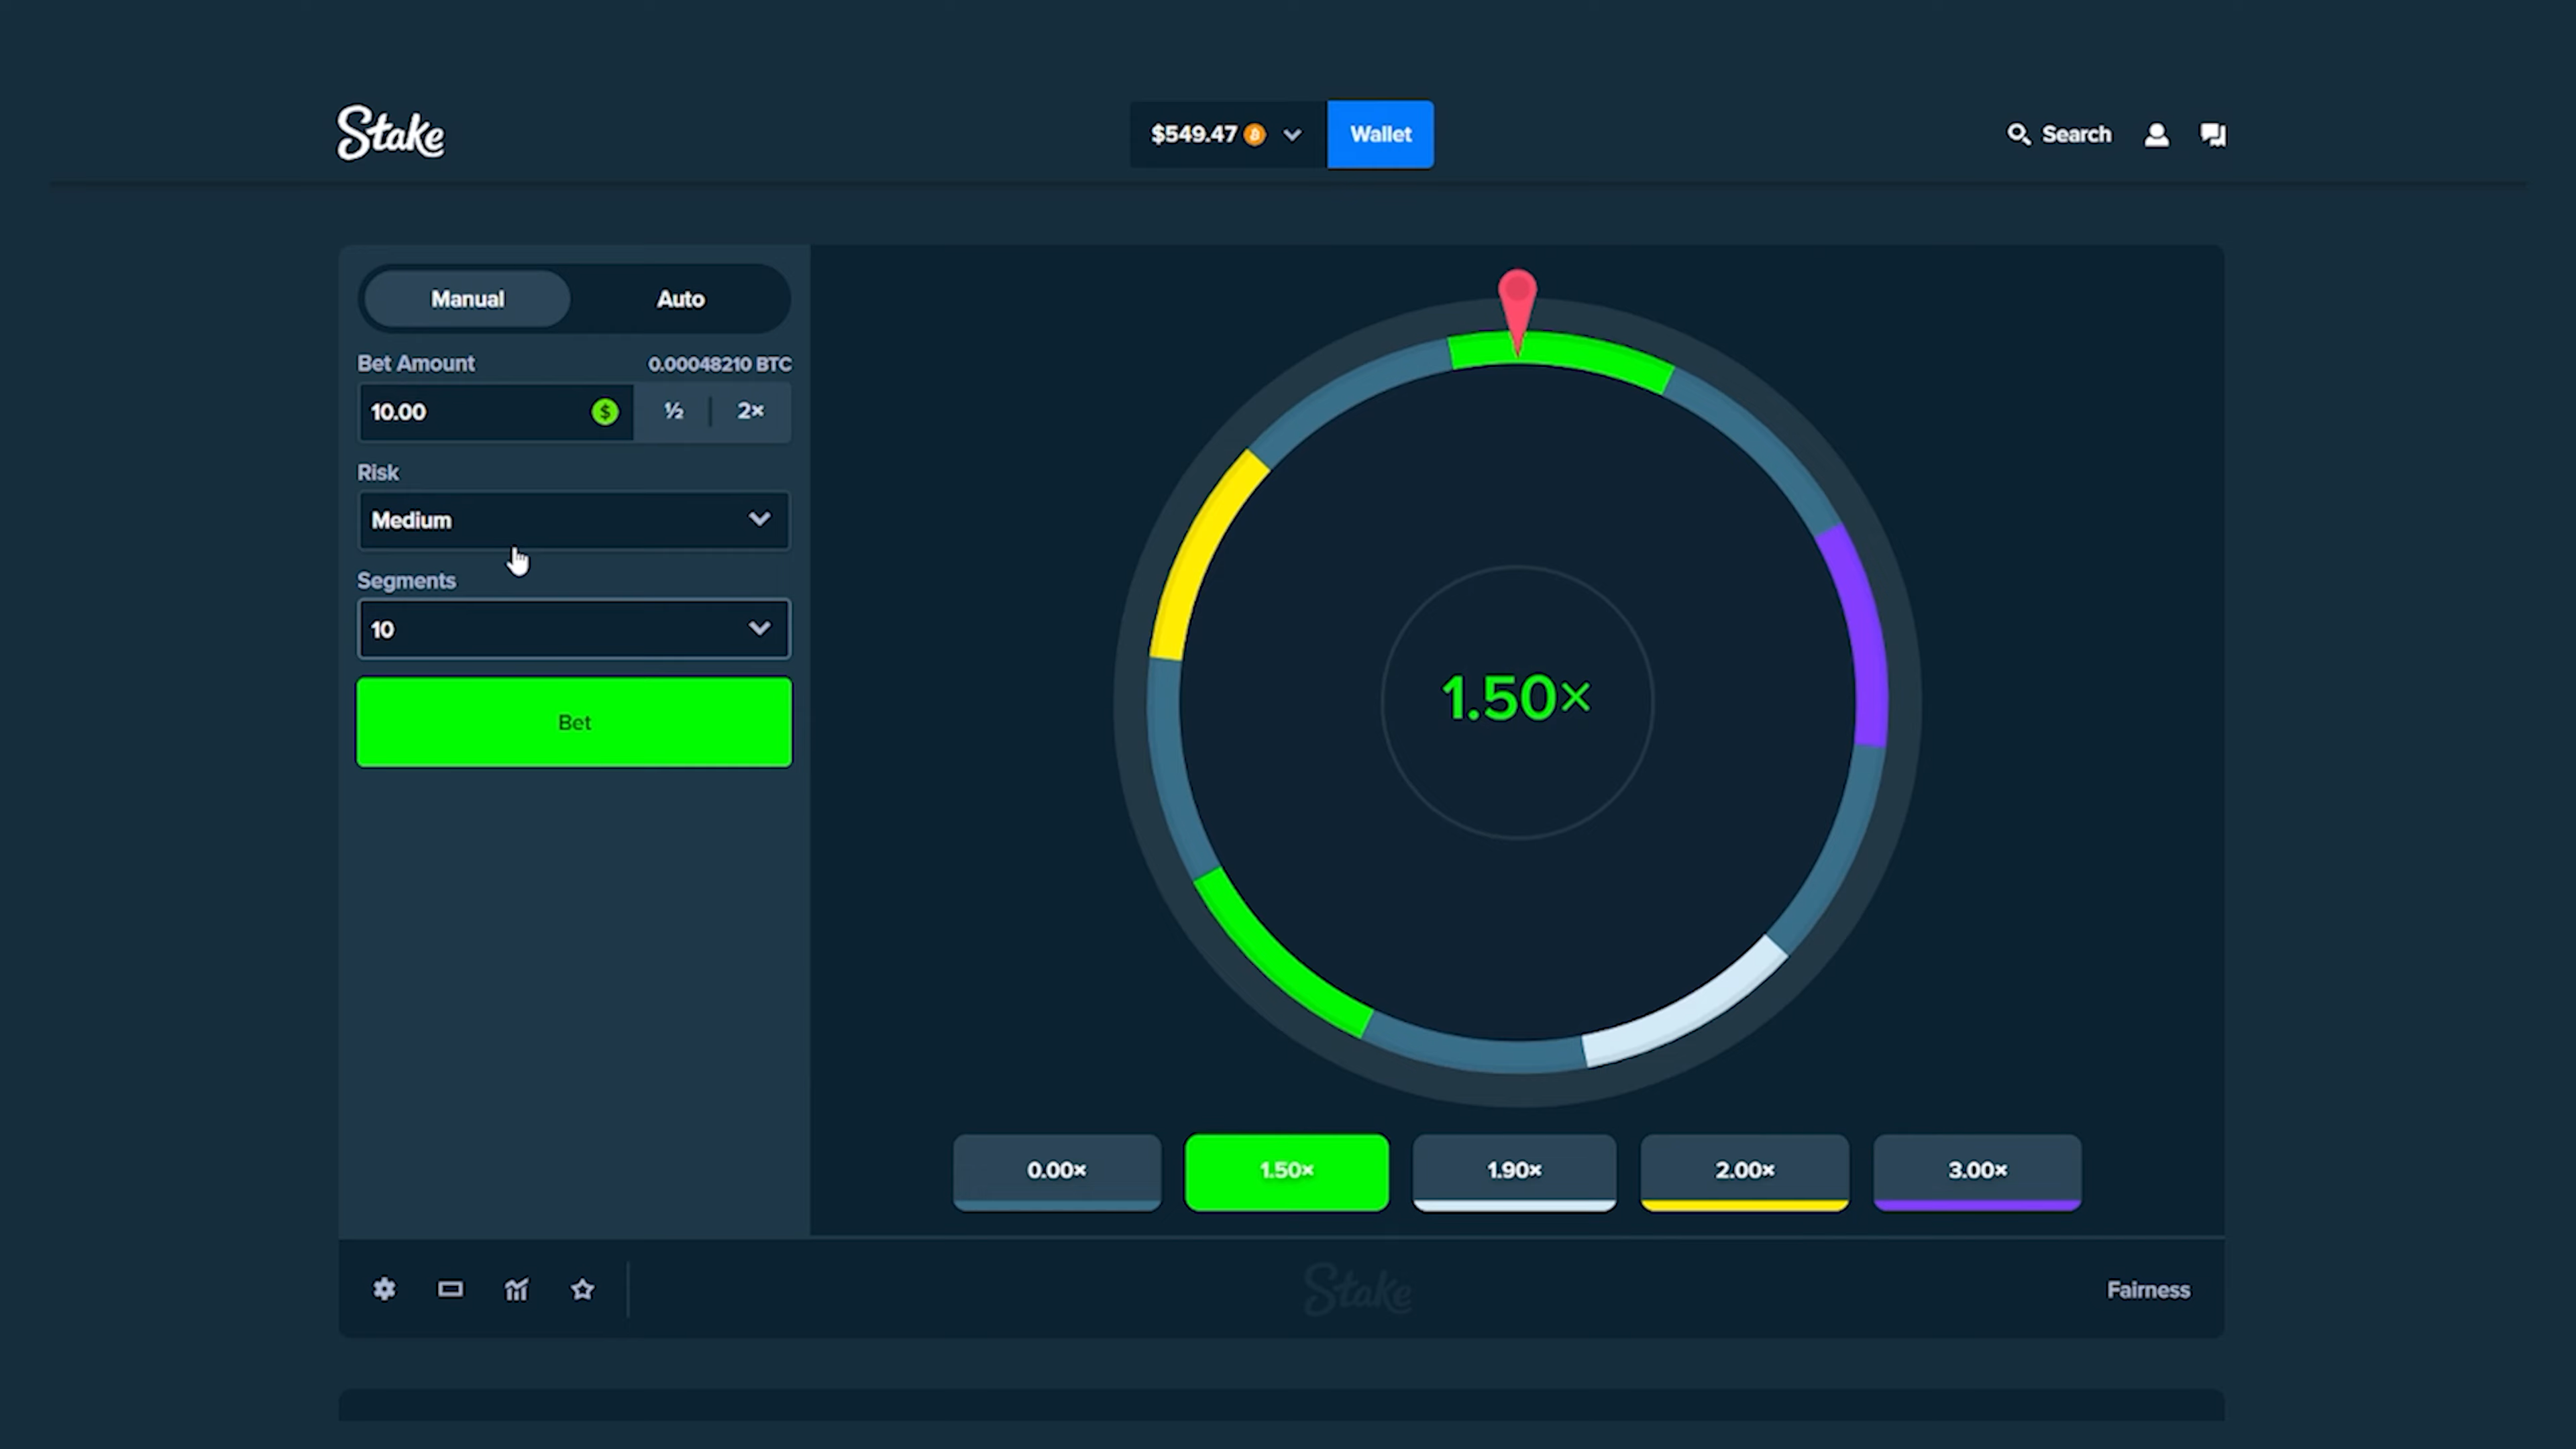 Stake
$549.47
Wallet
Search
Manual
Auto
Bet Amount
0.00048210 BTC
10.00
$
½
2×
Risk
Medium
Segments
10
Bet
1.50×
0.00×
1.50×
1.90×
2.00×
3.00×
Stake
Fairness